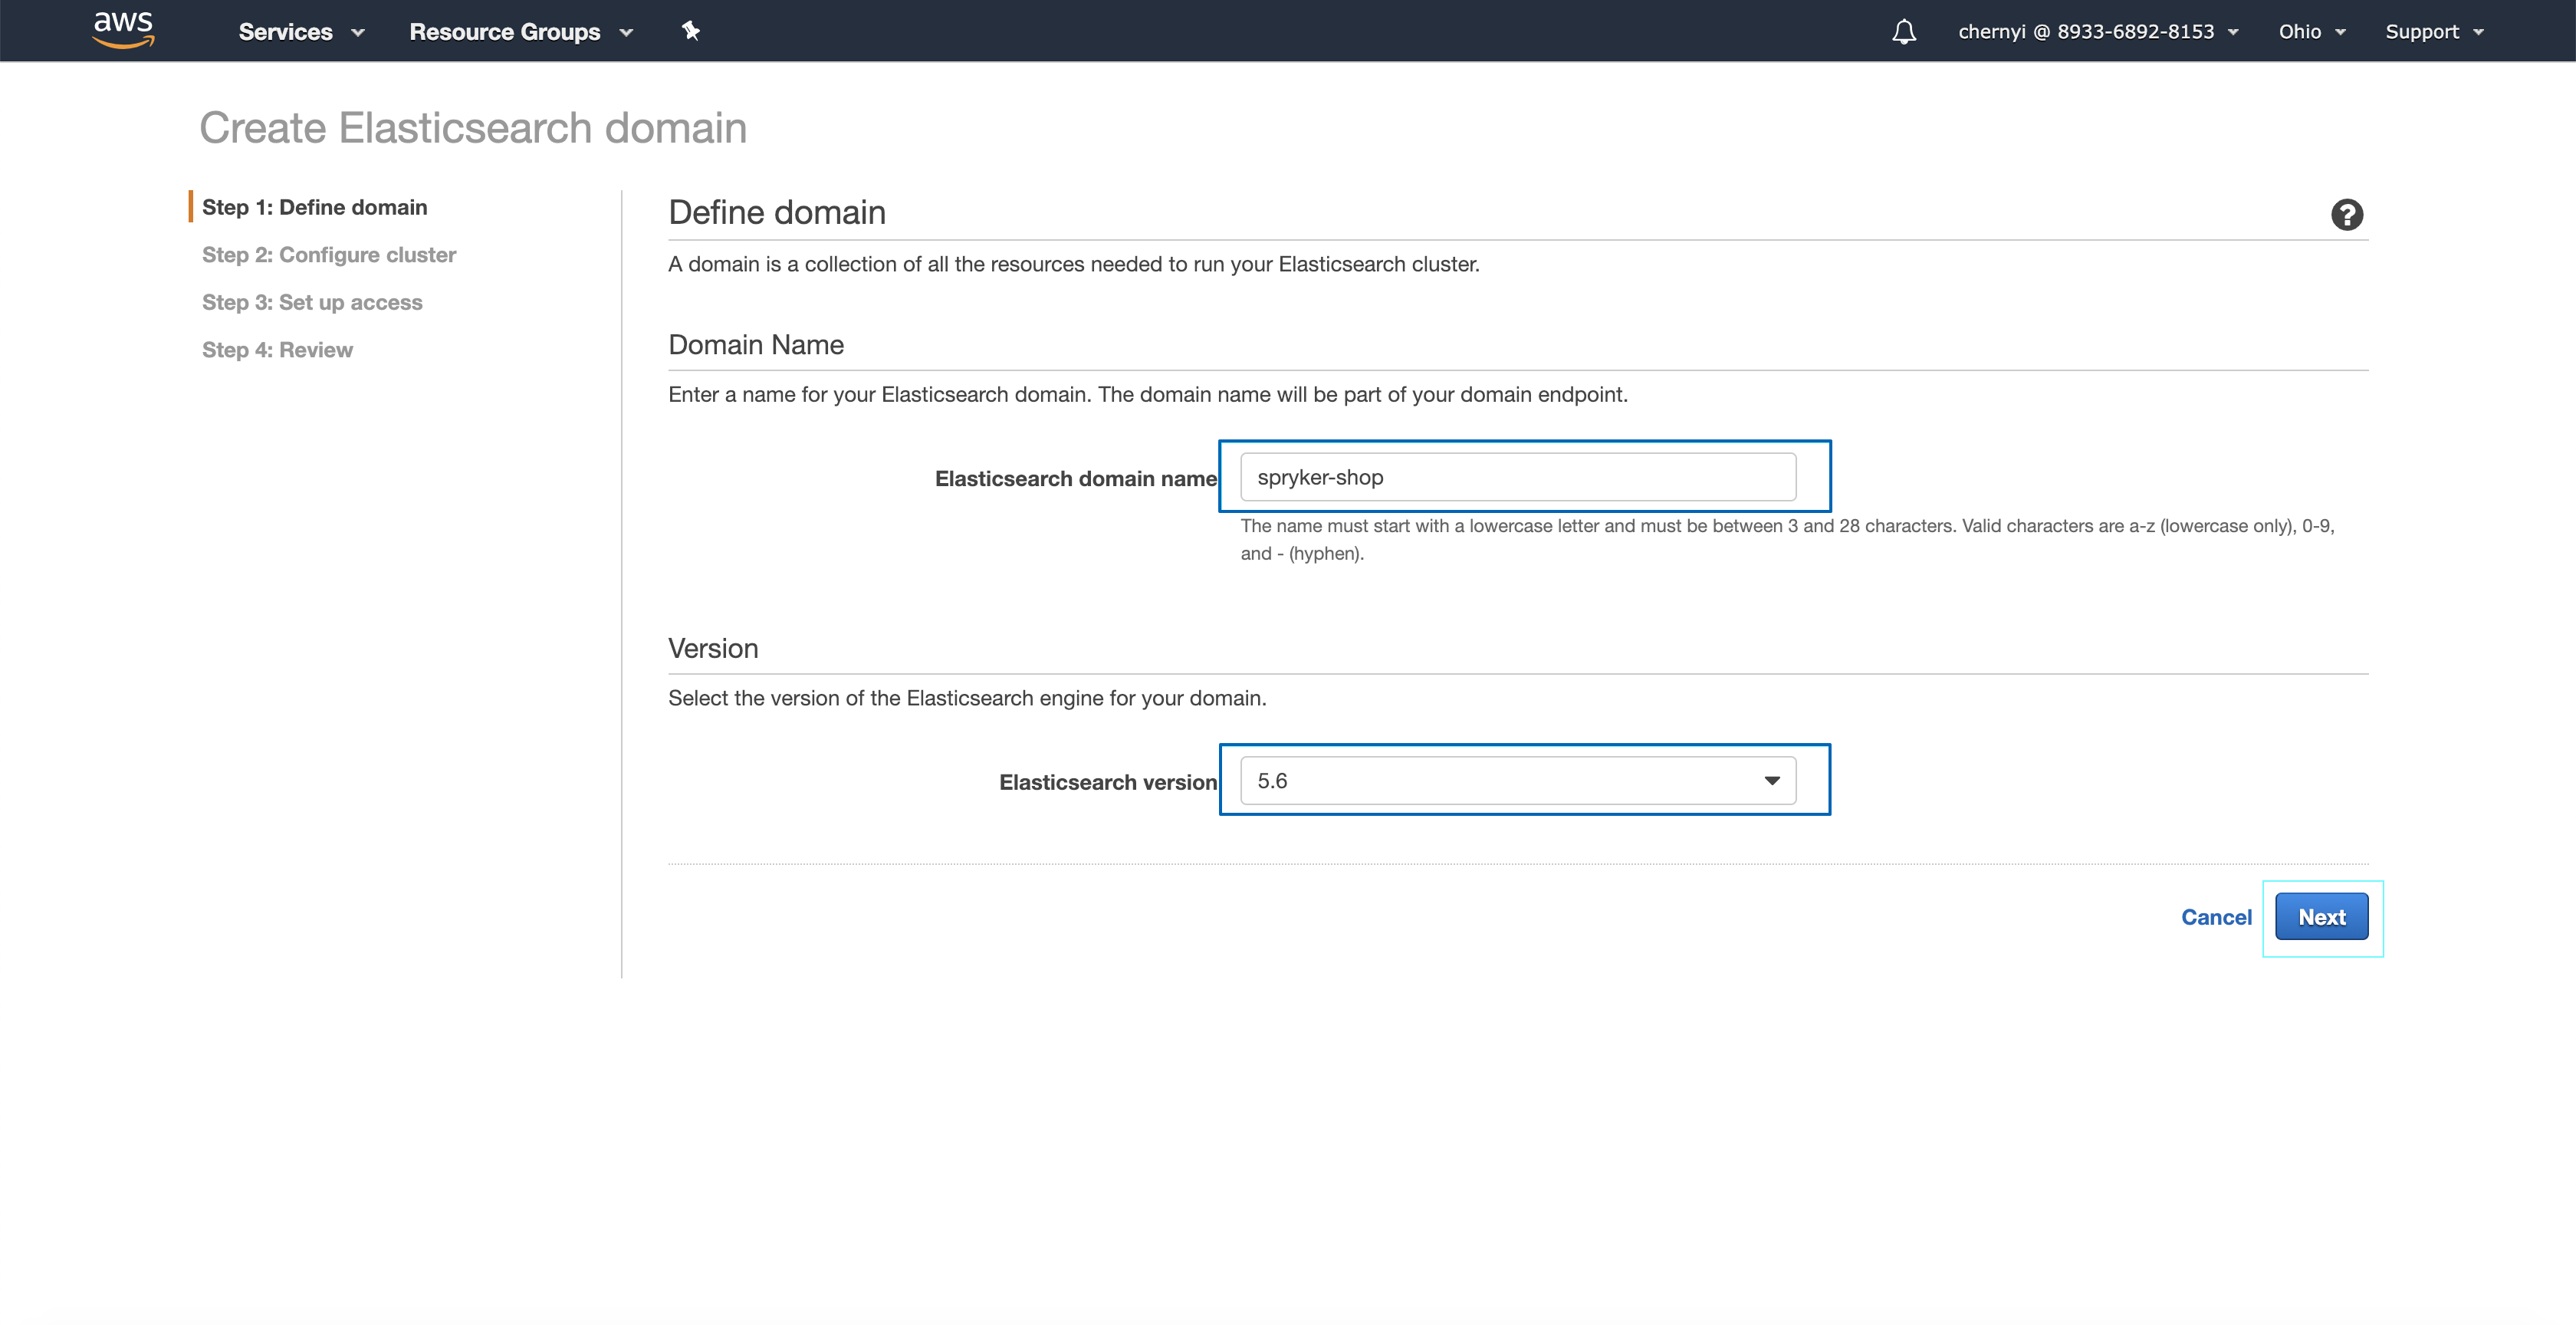 aws Services Resource Groups chernyi @ 8933-6892-8153 Ohio Support
Create Elasticsearch domain
Step 1: Define domain
Step 2: Configure cluster
Step 3: Set up access
Step 4: Review
Define domain
A domain is a collection of all the resources needed to run your Elasticsearch cluster.
Domain Name
Enter a name for your Elasticsearch domain. The domain name will be part of your domain endpoint.
Elasticsearch domain name spryker-shop
The name must start with a lowercase letter and must be between 3 and 28 characters. Valid characters are a-z (lowercase only), 0-9,
and - (hyphen).
Version
Select the version of the Elasticsearch engine for your domain.
Elasticsearch version 5.6
Cancel Next